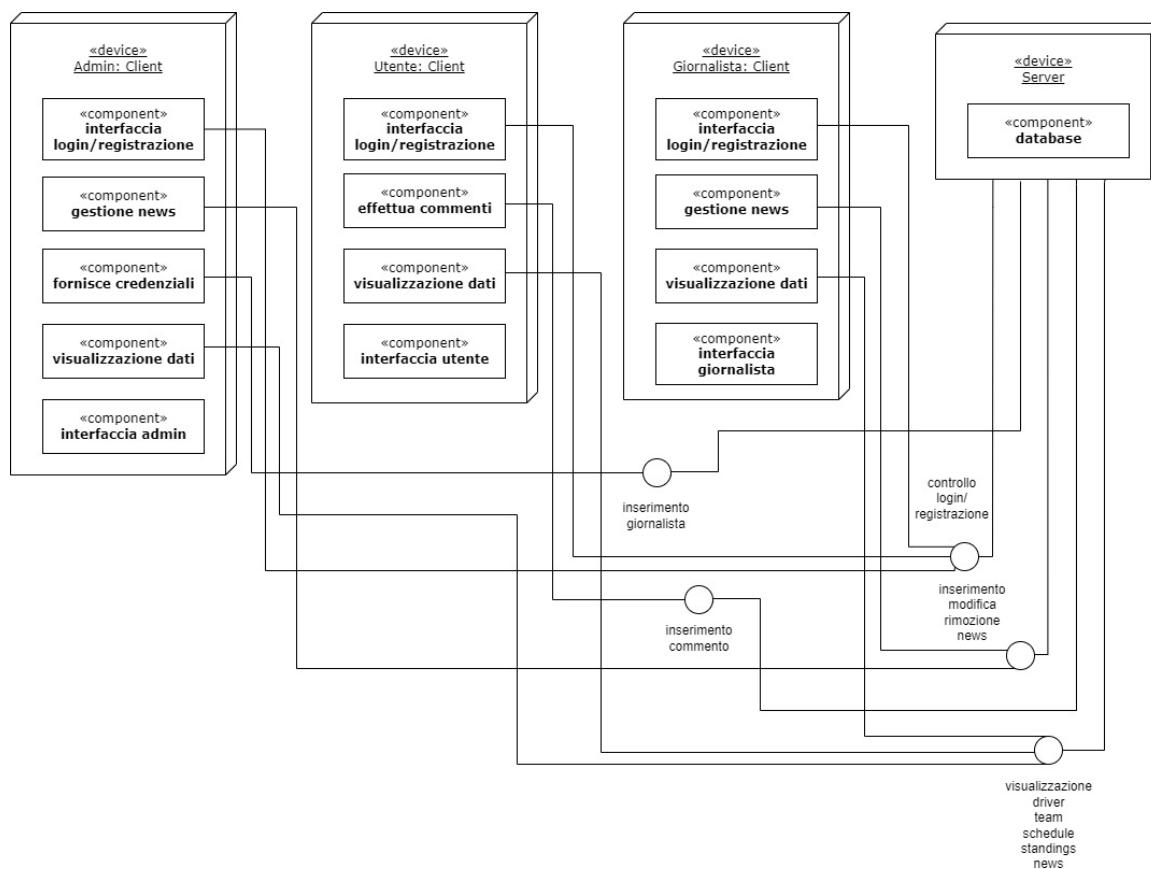 «device»
Admin: Client
«component»
interfaccia
login/registrazione
«component»
gestione news
«component»
fornisce credenziali
«component»
visualizzazione dati
«component»
interfaccia admin
«device»
Utente: Client
«component»
interfaccia
login/registrazione
«component»
effettua commenti
«component»
visualizzazione dati
«component»
interfaccia utente
«device»
Giornalista: Client
«component»
interfaccia
login/registrazione
«component»
gestione news
«component»
visualizzazione dati
«component»
interfaccia
giornalista
«device»
Server
«component»
database
inserimento
giornalista
controllo
login/
registrazione
inserimento
commento
inserimento
modifica
rimozione
news
visualizzazione
driver
team
schedule
standings
news